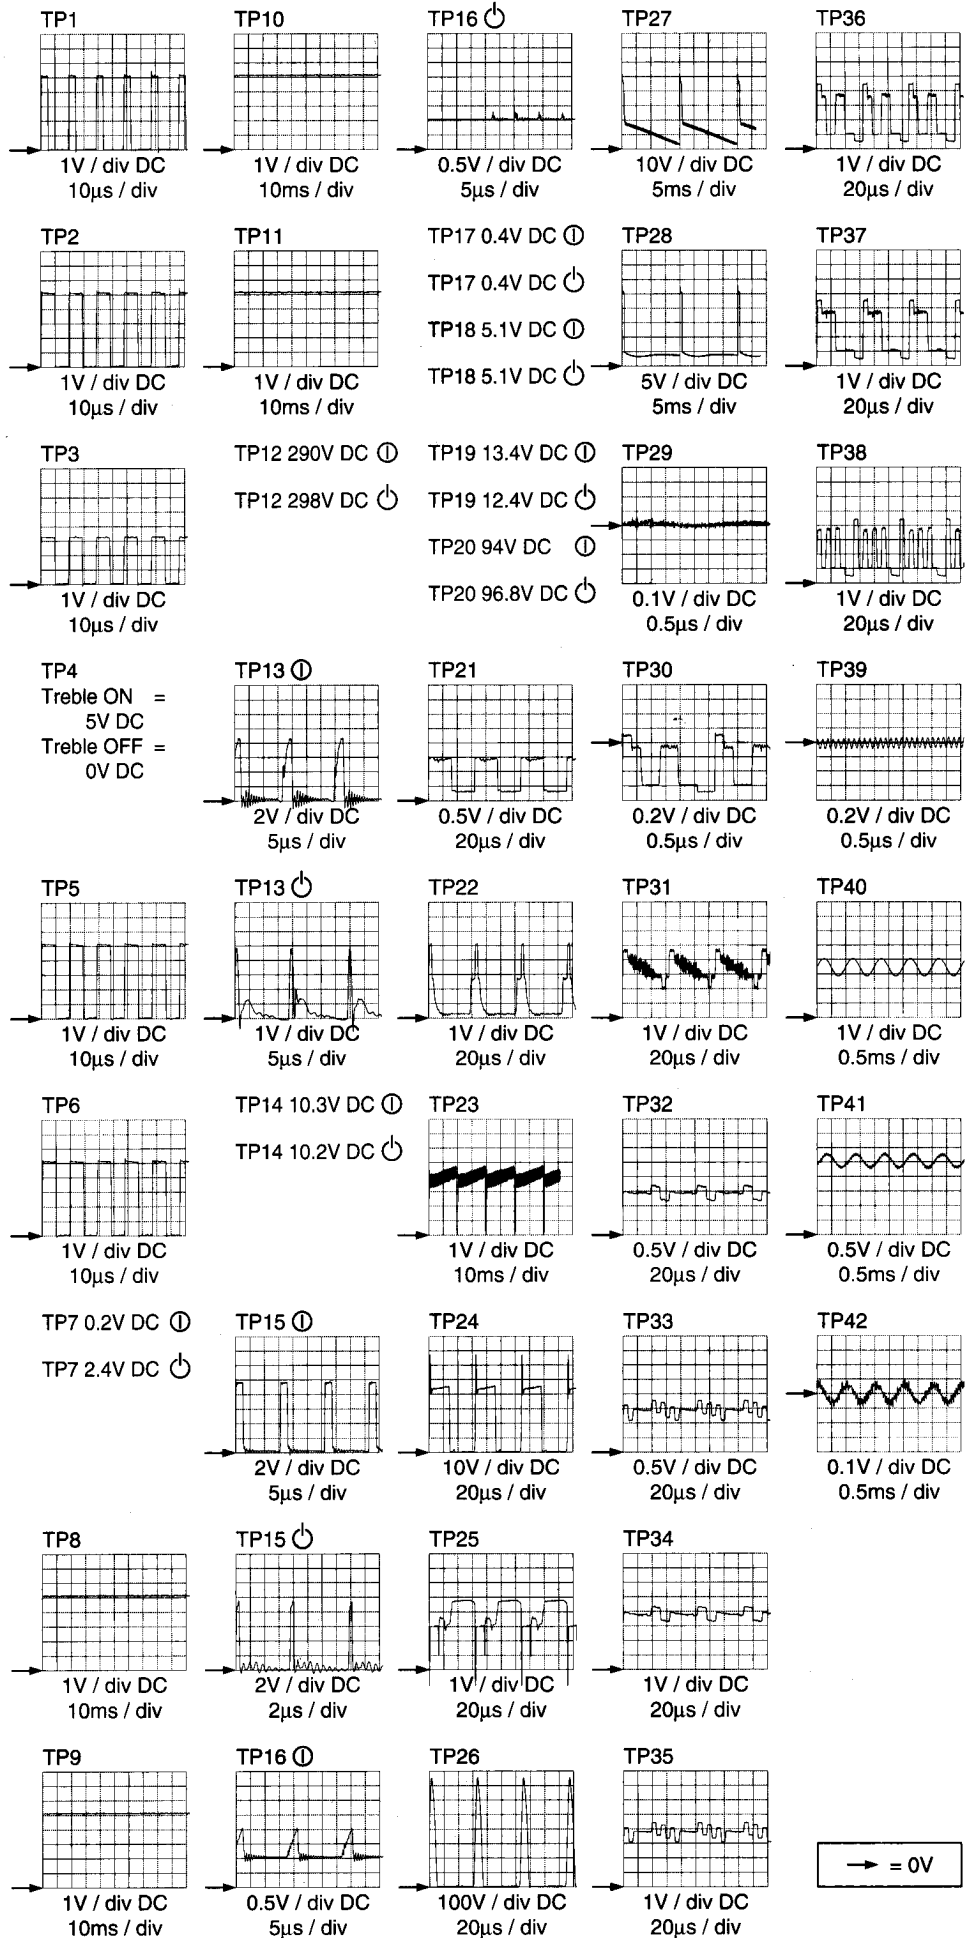 TP1
1V / div DC
10µs / div
TP10
1V / div DC
10ms / div
TP16
0.5V / div DC
5µs / div
TP27
10V / div DC
5ms / div
TP36
1V / div DC
20µs / div
TP2
1V / div DC
10µs / div
TP11
1V / div DC
10ms / div
TP17 0.4V DC
TP17 0.4V DC
TP18 5.1V DC
TP18 5.1V DC
TP28
5V / div DC
5ms / div
TP37
1V / div DC
20µs / div
TP3
1V / div DC
10µs / div
TP12 290V DC
TP12 298V DC
TP19 13.4V DC
TP19 12.4V DC
TP20 94V DC
TP20 96.8V DC
TP29
0.1V / div DC
0.5µs / div
TP38
1V / div DC
20µs / div
TP4
Treble ON =
5V DC
Treble OFF =
0V DC
TP13
2V / div DC
5µs / div
TP21
0.5V / div DC
20µs / div
TP30
0.2V / div DC
0.5µs / div
TP39
0.2V / div DC
0.5µs / div
TP5
1V / div DC
10µs / div
TP13
1V / div DC
5µs / div
TP22
1V / div DC
20µs / div
TP31
1V / div DC
20µs / div
TP40
1V / div DC
0.5ms / div
TP6
1V / div DC
10µs / div
TP14 10.3V DC
TP14 10.2V DC
TP23
1V / div DC
10ms / div
TP32
0.5V / div DC
20µs / div
TP41
0.5V / div DC
0.5ms / div
TP7 0.2V DC
TP7 2.4V DC
TP15
2V / div DC
5µs / div
TP24
10V / div DC
20µs / div
TP33
0.5V / div DC
20µs / div
TP42
0.1V / div DC
0.5ms / div
TP8
1V / div DC
10ms / div
TP15
2V / div DC
2µs / div
TP25
1V / div DC
20µs / div
TP34
1V / div DC
20µs / div
TP9
1V / div DC
10ms / div
TP16
0.5V / div DC
5µs / div
TP26
100V / div DC
20µs / div
TP35
1V / div DC
20µs / div
→ = 0V